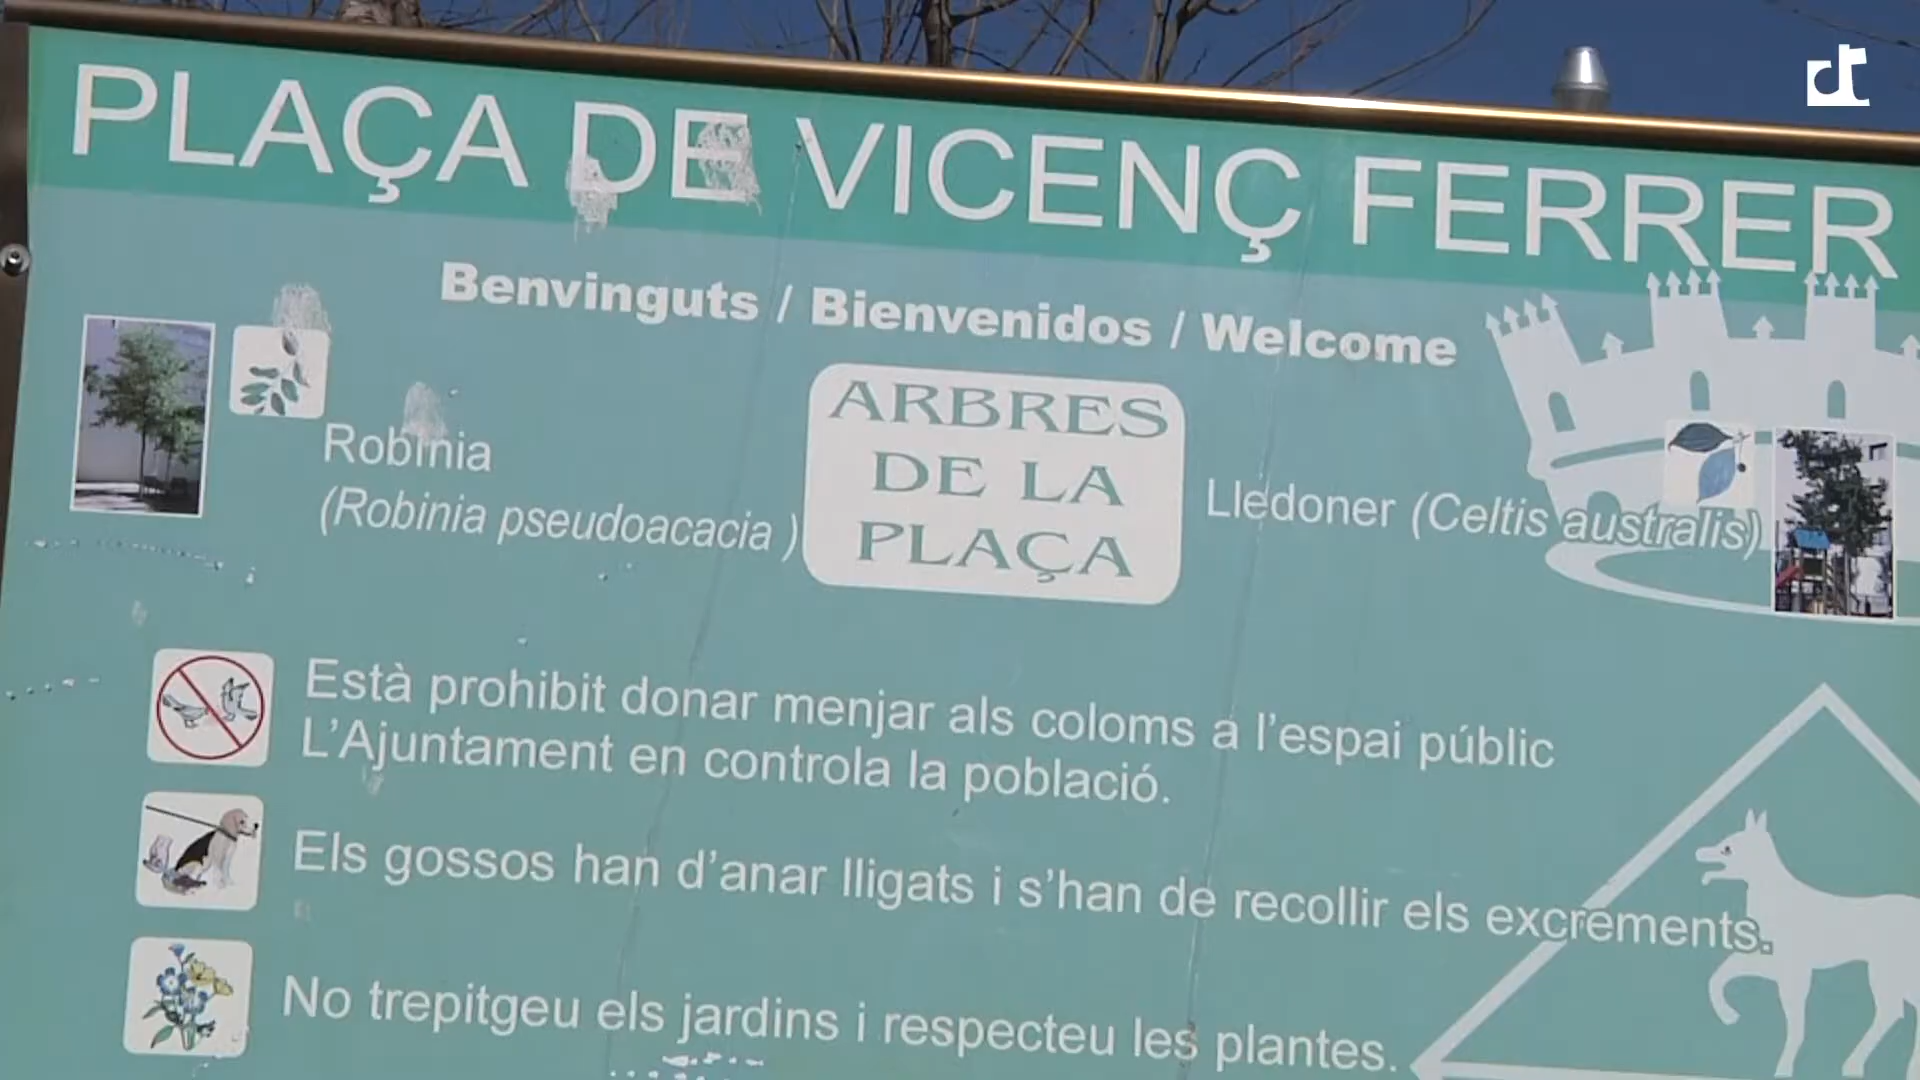 PLAÇA DE VICENÇ FERRER
Benvinguts / Bienvenidos / Welcome
Robinia
(Robinia pseudoacacia )
ARBRES
DE LA
PLAÇA
Lledoner (Celtis australis)
Està prohibit donar menjar als coloms a l'espai públic
L'Ajuntament en controla la població.
Els gossos han d'anar lligats i s'han de recollir els excrements.
No trepitgeu els jardins i respecteu les plantes.
dt